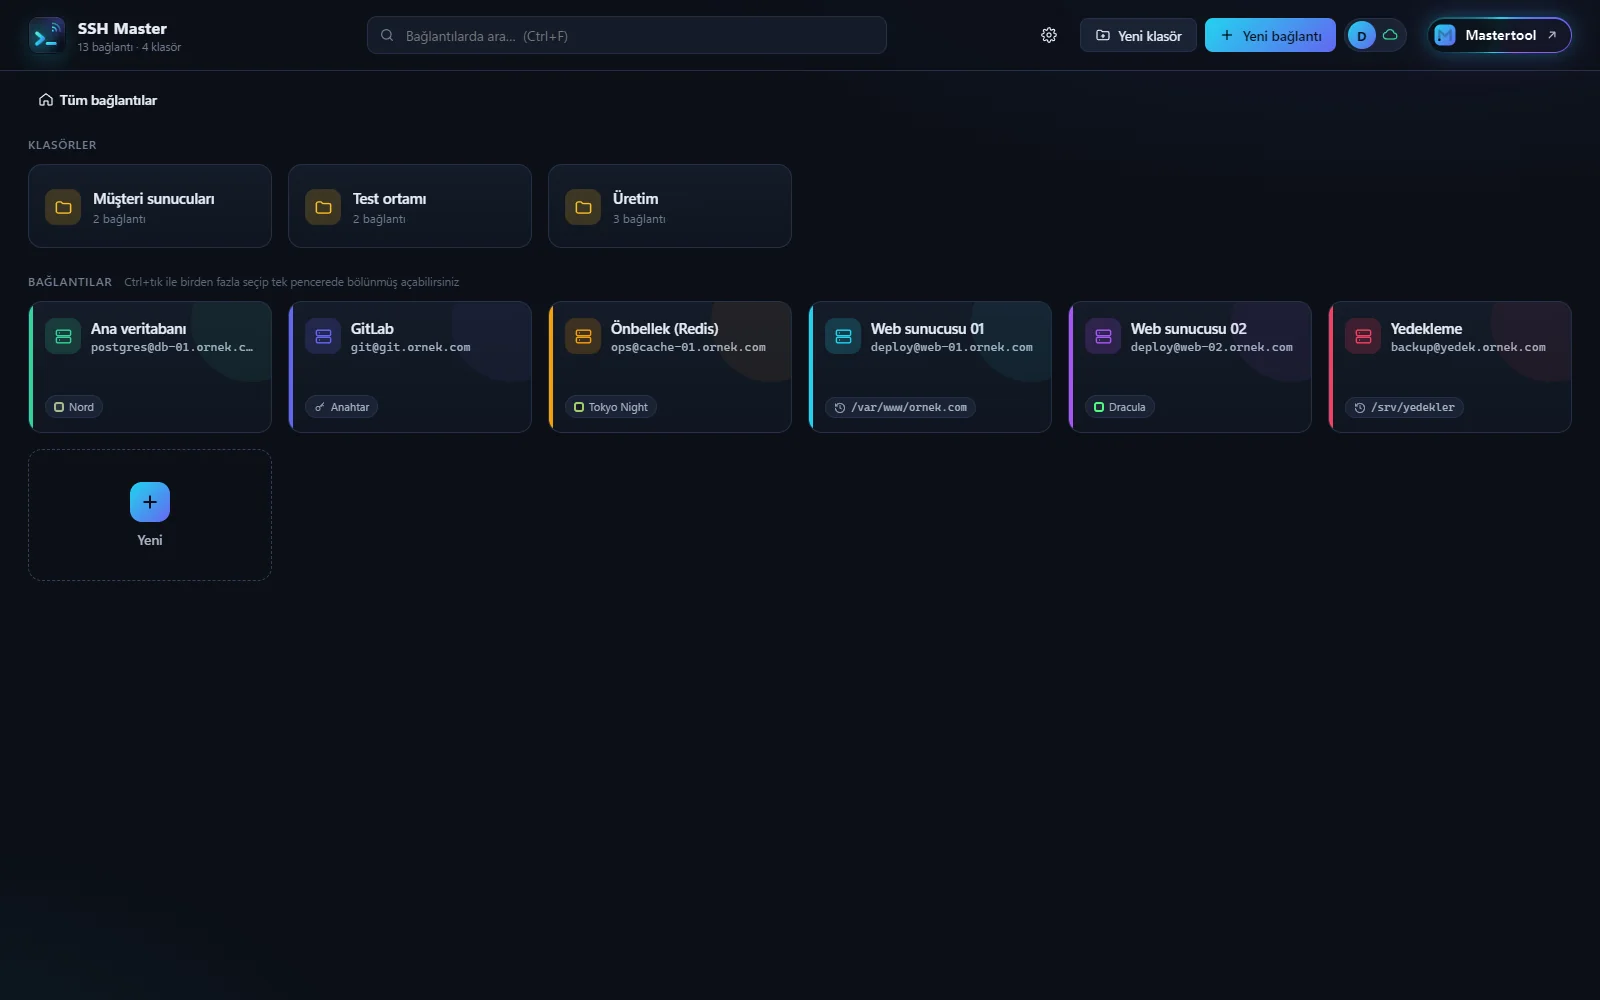 SSH Master
13 bağlantı · 4 klasör
Bağlantılarda ara... (Ctrl+F)
Yeni klasör
Yeni bağlantı
D
Mastertool
Tüm bağlantılar
KLASÖRLER
Müşteri sunucuları
2 bağlantı
Test ortamı
2 bağlantı
Üretim
3 bağlantı
BAĞLANTILAR Ctrl+tık ile birden fazla seçip tek pencerede bölünmüş açabilirsiniz
Ana veritabanı
postgres@db-01.ornek.c…
Nord
GitLab
git@git.ornek.com
Anahtar
Önbellek (Redis)
ops@cache-01.ornek.com
Tokyo Night
Web sunucusu 01
deploy@web-01.ornek.com
/var/www/ornek.com
Web sunucusu 02
deploy@web-02.ornek.com
Dracula
Yedekleme
backup@yedek.ornek.com
/srv/yedekler
Yeni